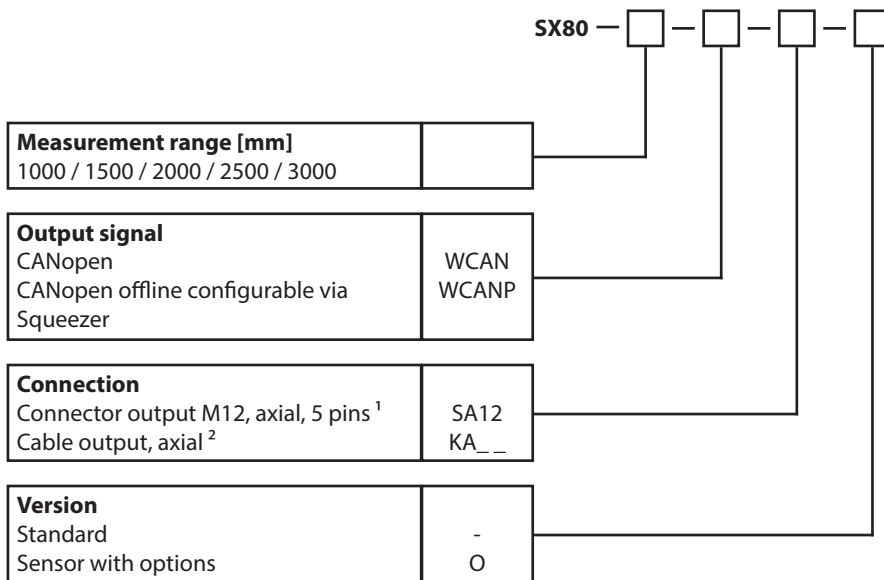 SX80 — — — —
Measurement range [mm]
1000 / 1500 / 2000 / 2500 / 3000
Output signal
CANopen WCAN
CANopen offline configurable via WCANP
Squeezer
Connection
Connector output M12, axial, 5 pins ¹ SA12
Cable output, axial ² KA_ _
Version
Standard -
Sensor with options O